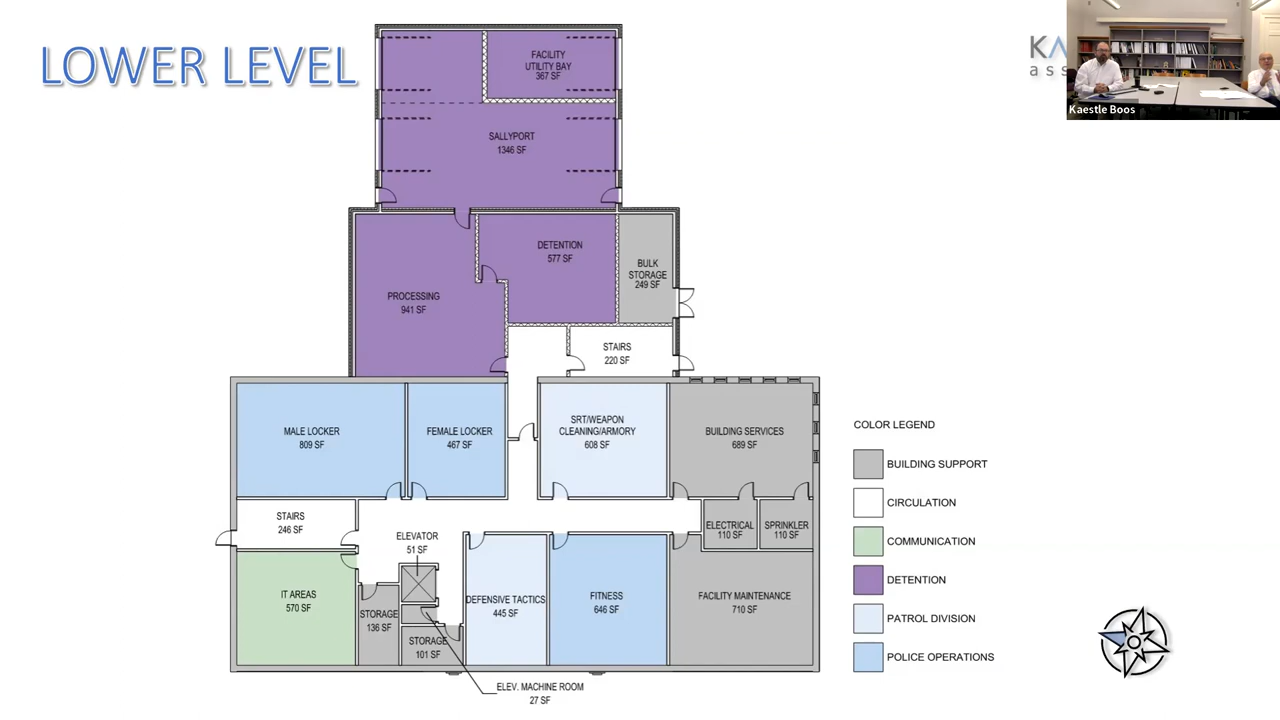 LOWER LEVEL
KA
ass
Kaestle Boos
FACILITY
UTILITY BAY
367 SF
SALLYPORT
1346 SF
DETENTION
577 SF
BULK
STORAGE
249 SF
PROCESSING
941 SF
STAIRS
220 SF
MALE LOCKER
809 SF
FEMALE LOCKER
467 SF
SRT/WEAPON
CLEANING/ARMORY
608 SF
BUILDING SERVICES
689 SF
STAIRS
246 SF
ELEVATOR
51 SF
ELECTRICAL
110 SF
SPRINKLER
110 SF
IT AREAS
570 SF
STORAGE
136 SF
STORAGE
101 SF
DEFENSIVE TACTICS
445 SF
FITNESS
646 SF
FACILITY MAINTENANCE
710 SF
ELEV. MACHINE ROOM
27 SF
COLOR LEGEND
BUILDING SUPPORT
CIRCULATION
COMMUNICATION
DETENTION
PATROL DIVISION
POLICE OPERATIONS